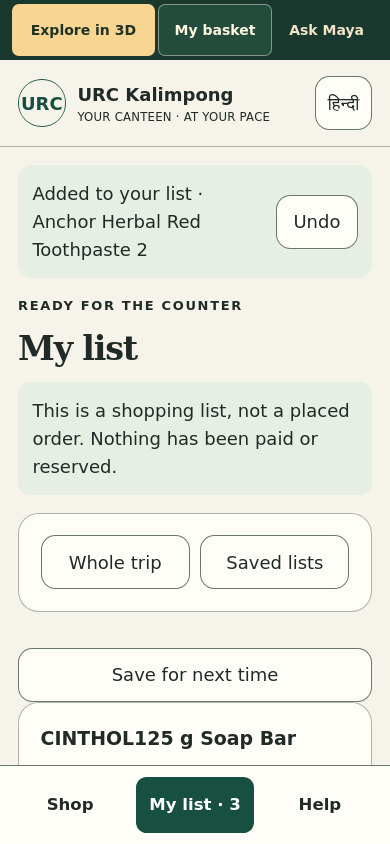 Explore in 3D
My basket
Ask Maya
URC
URC Kalimpong
YOUR CANTEEN · AT YOUR PACE
हिन्दी
Added to your list ·
Anchor Herbal Red
Toothpaste 2
Undo
READY FOR THE COUNTER
My list
This is a shopping list, not a placed
order. Nothing has been paid or
reserved.
Whole trip
Saved lists
Save for next time
CINTHOL125 g Soap Bar
Shop
My list · 3
Help